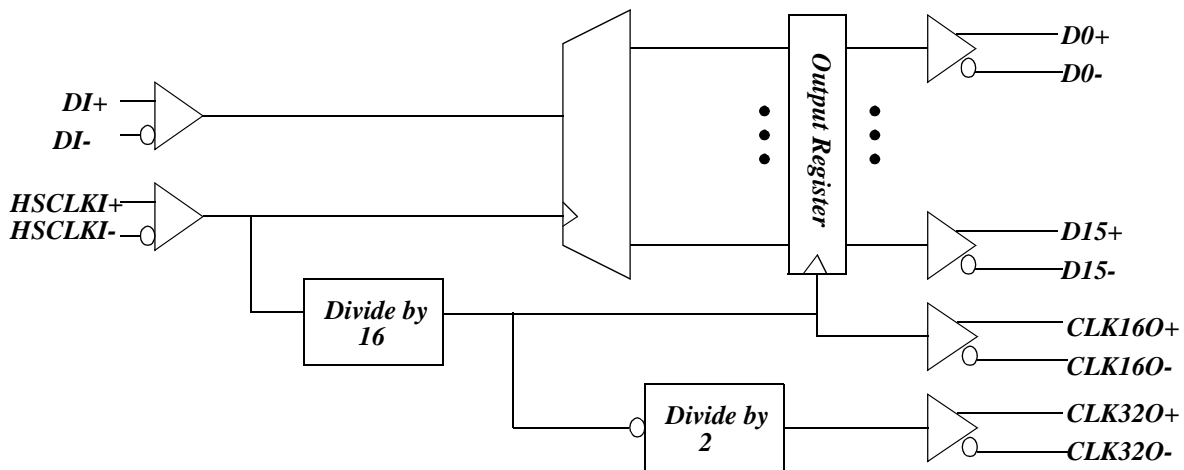 DI+
DI-
HSCLKI+
HSCLKI-
Divide by
16
Output Register
Divide by
2
D0+
D0-
D15+
D15-
CLK16O+
CLK16O-
CLK32O+
CLK32O-